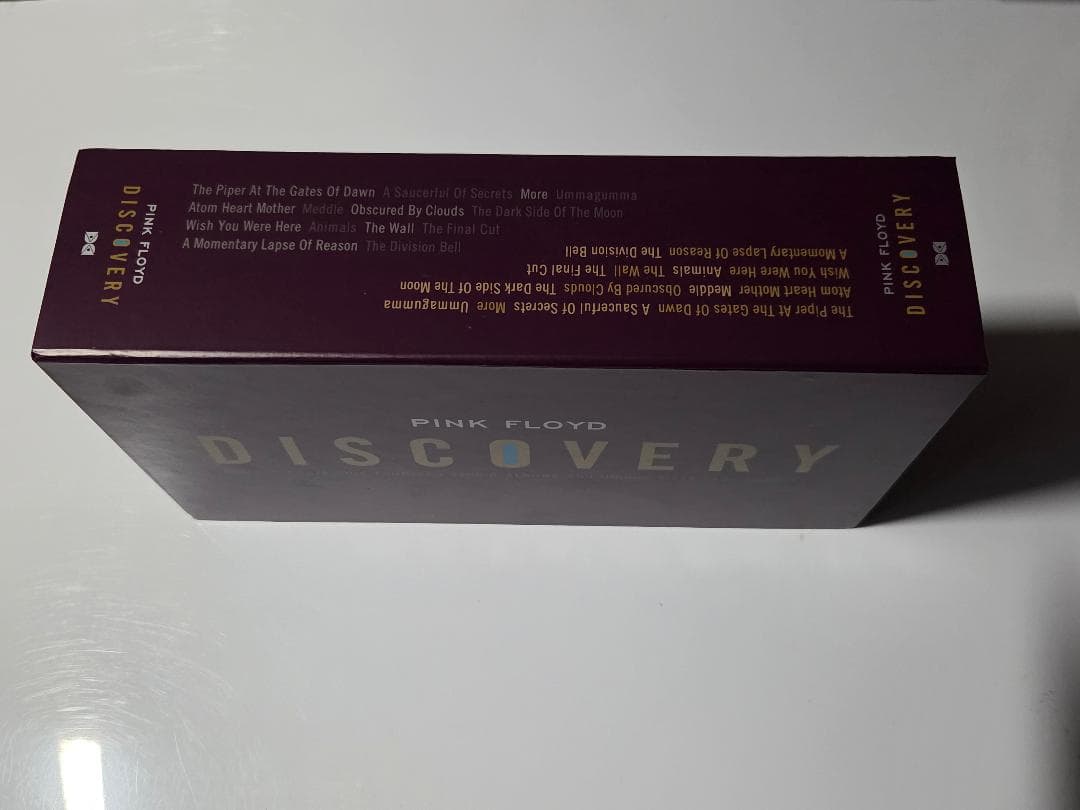 The Piper At The Gates Of Dawn A Saucerful Of Secrets More Ummagumma
Atom Heart Mother Meddle Obscured By Clouds The Dark Side Of The Moon
Wish You Were Here Animals The Wall The Final Cut
A Momentary Lapse Of Reason The Division Bell
PINK FLOYD
DISCOVERY
The Piper At The Gates Of Dawn A Saucerful Of Secrets More Ummagumma
Atom Heart Mother Meddle Obscured By Clouds The Dark Side Of The Moon
Wish You Were Here Animals The Wall The Final Cut
A Momentary Lapse Of Reason The Division Bell
PINK FLOYD
DISCOVERY
PINK FLOYD
DISCOVERY